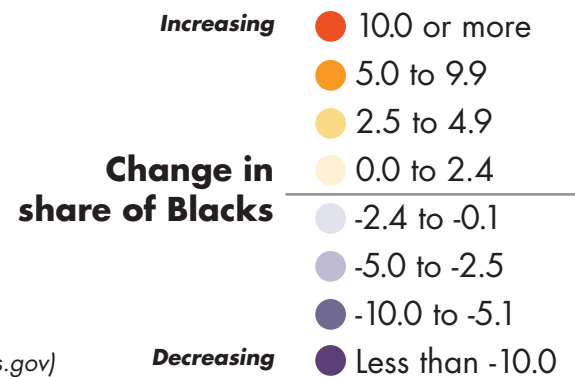 Increasing
10.0 or more
5.0 to 9.9
2.5 to 4.9
Change in
share of Blacks
0.0 to 2.4
-2.4 to -0.1
-5.0 to -2.5
-10.0 to -5.1
s.gov)
Decreasing
Less than -10.0